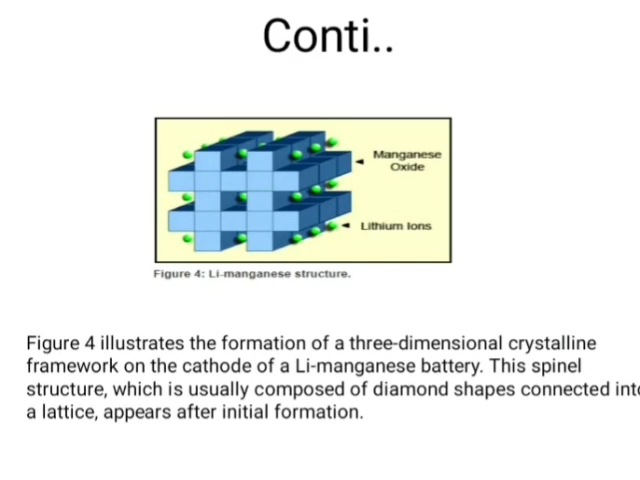 Conti..
Manganese
Oxide
Lithium Ions
Figure 4: Li-manganese structure.
Figure 4 illustrates the formation of a three-dimensional crystalline
framework on the cathode of a Li-manganese battery. This spinel
structure, which is usually composed of diamond shapes connected into
a lattice, appears after initial formation.